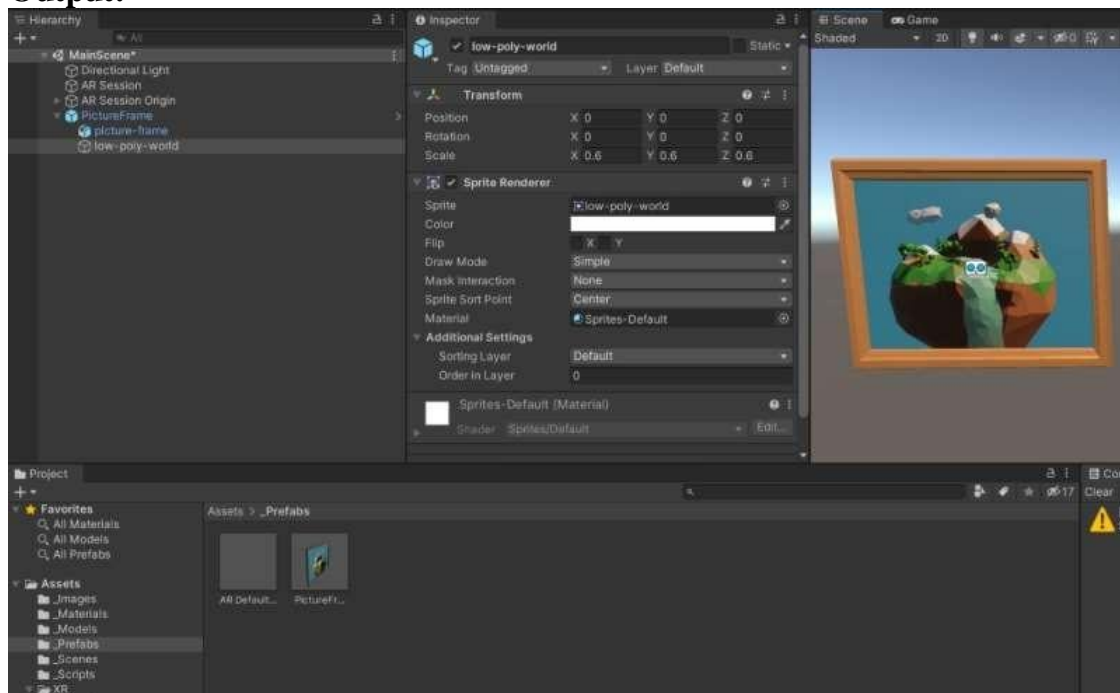 Output:
Hierarchy
All
MainScene*
Directional Light
AR Session
AR Session Origin
PictureFrame
picture-frame
low-poly-world
Inspector
low-poly-world
Static
Tag Untagged Layer Default
Transform
Position X 0 Y 0 Z 0
Rotation X 0 Y 0 Z 0
Scale X 0.6 Y 0.6 Z 0.6
Sprite Renderer
Sprite low-poly-world
Color
Flip X Y
Draw Mode Simple
Mask Interaction None
Sprite Sort Point Center
Material Sprites-Default
Additional Settings
Sorting Layer Default
Order in Layer 0
Sprites-Default (Material)
Shader Sprites/Default Edit...
Scene Game
Shaded 2D 0
Project
17
Favorites
All Materials
All Models
All Prefabs
Assets
_Images
_Materials
_Models
_Prefabs
_Scenes
_Scripts
XR
Assets > _Prefabs
AR Default... PictureFr...
Co
Clear